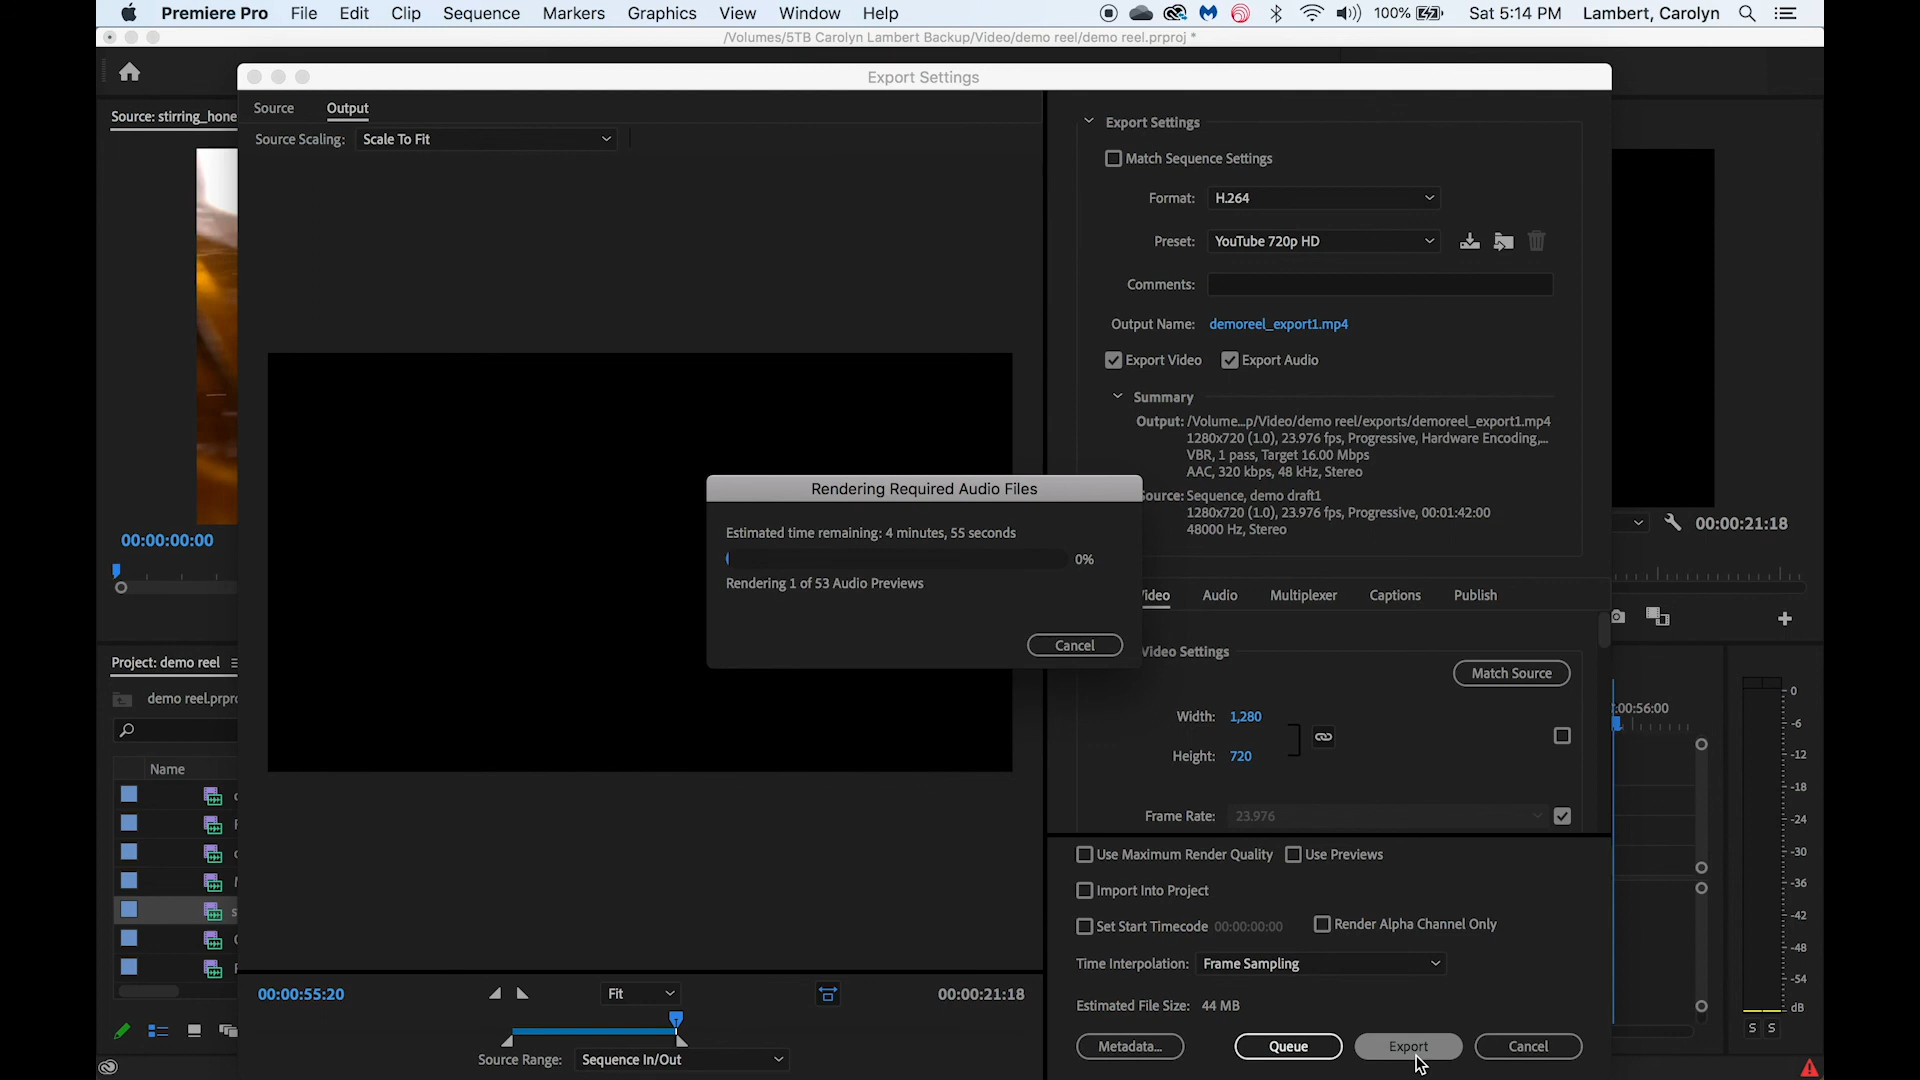 Premiere Pro File Edit Clip Sequence Markers Graphics View Window Help 100% Sat 5:14 PM Lambert, Carolyn
/Volumes/5TB Carolyn Lambert Backup/Video/demo reel/demo reel.prproj *
Export Settings
Source: stirring_hone
Source Output
Source Scaling: Scale To Fit
Export Settings
Match Sequence Settings
Format: H.264
Preset: YouTube 720p HD
Comments:
Output Name: demoreel_export1.mp4
Export Video Export Audio
Summary
Output: /Volume...p/Video/demo reel/exports/demoreel_export1.mp4
1280x720 (1.0), 23.976 fps, Progressive, Hardware Encoding,...
VBR, 1 pass, Target 16.00 Mbps
AAC, 320 kbps, 48 kHz, Stereo
ource: Sequence, demo draft1
1280x720 (1.0), 23.976 fps, Progressive, 00:01:42:00
48000 Hz, Stereo
Rendering Required Audio Files
Estimated time remaining: 4 minutes, 55 seconds
0%
Rendering 1 of 53 Audio Previews
Cancel
00:00:00:00
00:00:21:18
ideo Audio Multiplexer Captions Publish
Video Settings
Match Source
Width: 1,280
Height: 720
Frame Rate: 23.976
Project: demo reel
demo reel.prpro
Name
:00:56:00
0
-6
-12
-18
-24
-30
-36
-42
-48
-54
dB
S S
Use Maximum Render Quality Use Previews
Import Into Project
Set Start Timecode 00:00:00:00 Render Alpha Channel Only
Time Interpolation: Frame Sampling
Estimated File Size: 44 MB
Metadata... Queue Export Cancel
00:00:55:20 Fit 00:00:21:18
Source Range: Sequence In/Out